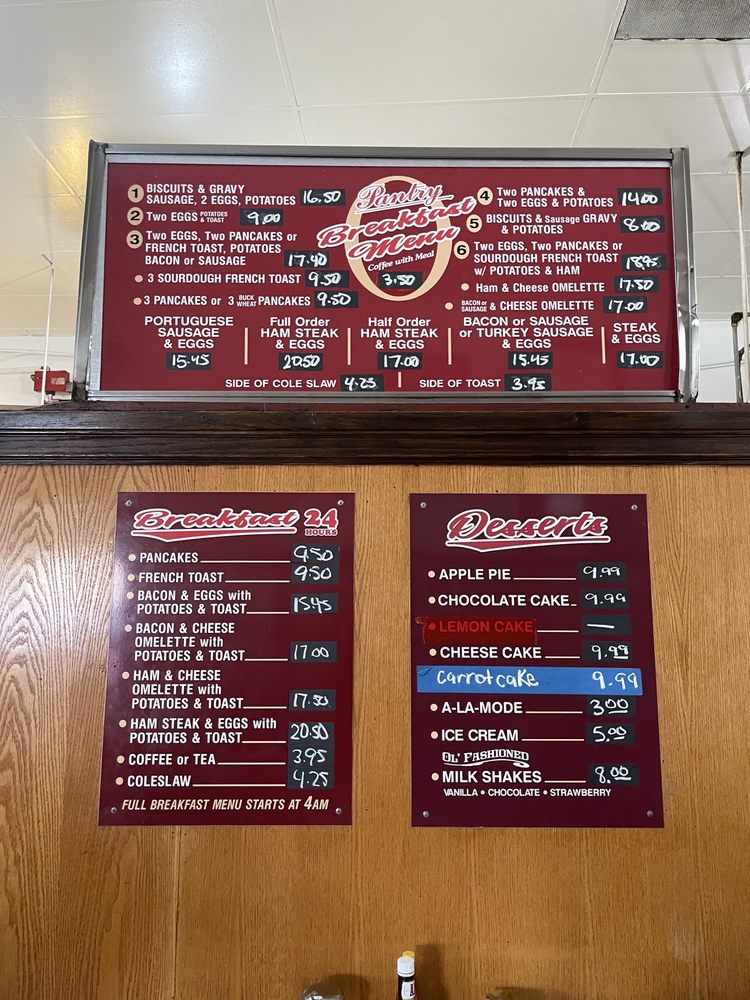 1 BISCUITS & GRAVY
SAUSAGE, 2 EGGS, POTATOES 16.50
2 Two EGGS POTATOES & TOAST 9.00
3 Two EGGS, Two PANCAKES or
FRENCH TOAST, POTATOES
BACON or SAUSAGE 17.40
3 SOURDOUGH FRENCH TOAST 9.50
3 PANCAKES or 3 BUCK WHEAT PANCAKES 9.50
Pantry
Breakfast
Menu
Coffee with Meal
3.50
4 Two PANCAKES &
Two EGGS & POTATOES 14.00
5 BISCUITS & Sausage GRAVY
& POTATOES 8.00
6 Two EGGS, Two PANCAKES or
SOURDOUGH FRENCH TOAST
w/ POTATOES & HAM 18.95
Ham & Cheese OMELETTE 17.50
BACON or SAUSAGE & CHEESE OMELETTE 17.00
PORTUGUESE
SAUSAGE
& EGGS
15.45
Full Order
HAM STEAK
& EGGS
20.50
Half Order
HAM STEAK
& EGGS
17.00
BACON or SAUSAGE
or TURKEY SAUSAGE
& EGGS
15.45
STEAK
& EGGS
17.00
SIDE OF COLE SLAW 4.25
SIDE OF TOAST 3.95
Breakfast 24
HOURS
PANCAKES 9.50
FRENCH TOAST 9.50
BACON & EGGS with
POTATOES & TOAST 15.45
BACON & CHEESE
OMELETTE with
POTATOES & TOAST 17.00
HAM & CHEESE
OMELETTE with
POTATOES & TOAST 17.50
HAM STEAK & EGGS with
POTATOES & TOAST 20.50
COFFEE or TEA 3.95
COLESLAW 4.25
FULL BREAKFAST MENU STARTS AT 4AM
Desserts
APPLE PIE 9.99
CHOCOLATE CAKE 9.99
LEMON CAKE —
CHEESE CAKE 9.99
Carrot cake 9.99
A-LA-MODE 3.00
ICE CREAM 5.00
OL' FASHIONED
MILK SHAKES 8.00
VANILLA • CHOCOLATE • STRAWBERRY